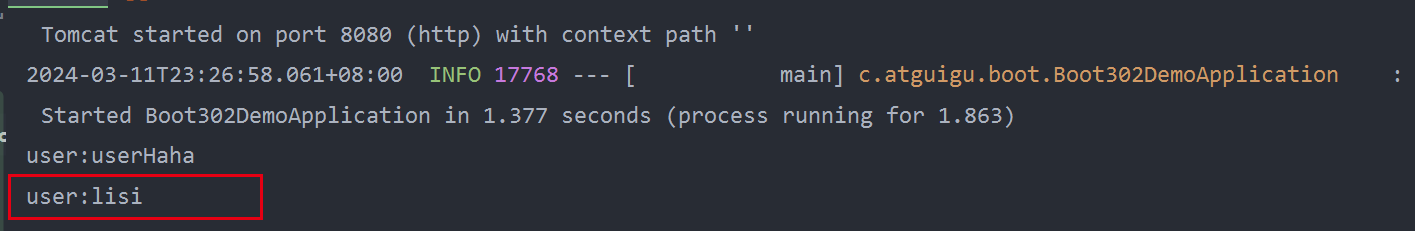 Tomcat started on port 8080 (http) with context path ''
2024-03-11T23:26:58.061+08:00  INFO 17768 --- [           main] c.atguigu.boot.Boot302DemoApplication    :
Started Boot302DemoApplication in 1.377 seconds (process running for 1.863)
user:userHaha
user:lisi